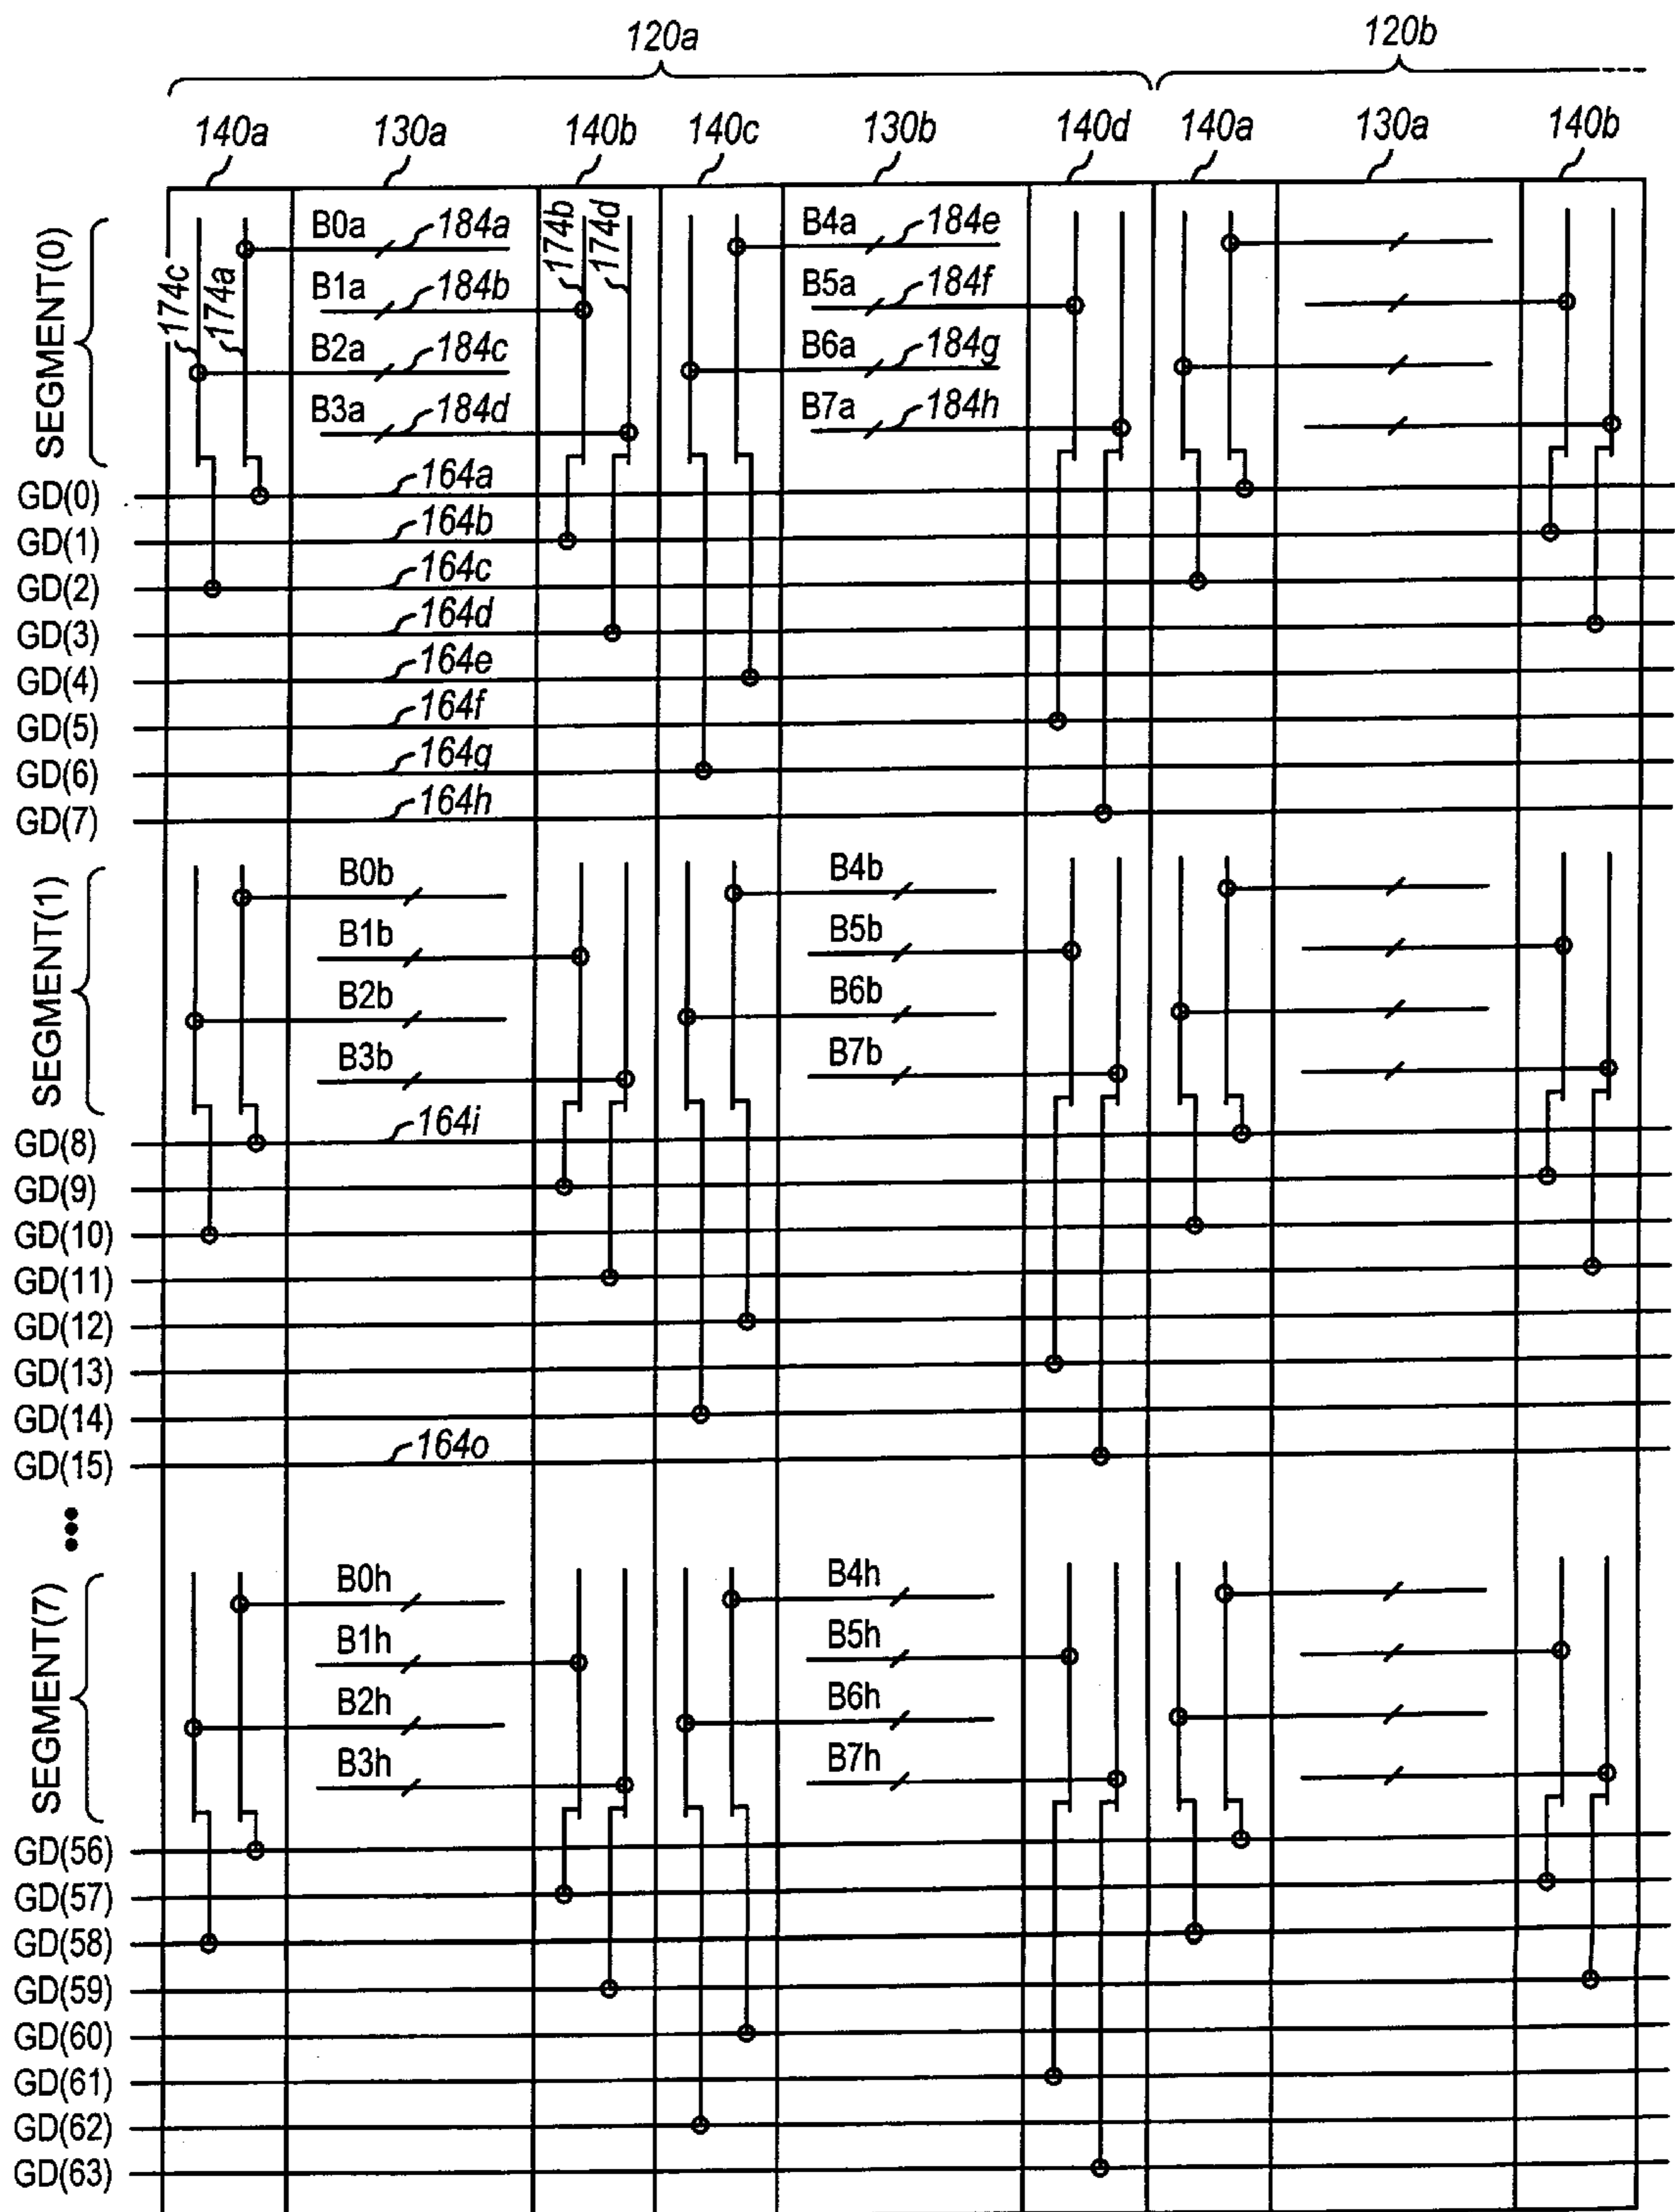 120a 120b
140a 130a 140b 140c 130b 140d 140a 130a 140b
SEGMENT(0)
174c 174a 174b 174d
B0a 184a B4a 184e
B1a 184b B5a 184f
B2a 184c B6a 184g
B3a 184d B7a 184h
GD(0) 164a
GD(1) 164b
GD(2) 164c
GD(3) 164d
GD(4) 164e
GD(5) 164f
GD(6) 164g
GD(7) 164h
SEGMENT(1)
B0b B4b
B1b B5b
B2b B6b
B3b B7b
GD(8) 164i
GD(9)
GD(10)
GD(11)
GD(12)
GD(13)
GD(14)
GD(15) 164o
•••
SEGMENT(7)
B0h B4h
B1h B5h
B2h B6h
B3h B7h
GD(56)
GD(57)
GD(58)
GD(59)
GD(60)
GD(61)
GD(62)
GD(63)